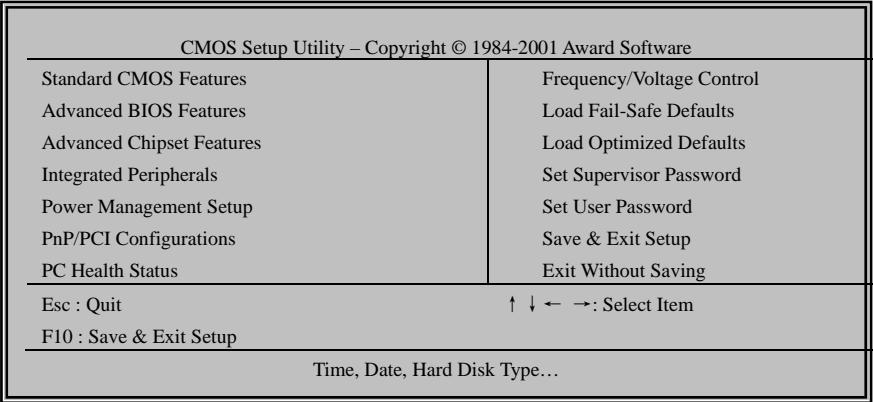 CMOS Setup Utility – Copyright © 1984-2001 Award Software
Standard CMOS Features
Advanced BIOS Features
Advanced Chipset Features
Integrated Peripherals
Power Management Setup
PnP/PCI Configurations
PC Health Status
Frequency/Voltage Control
Load Fail-Safe Defaults
Load Optimized Defaults
Set Supervisor Password
Set User Password
Save & Exit Setup
Exit Without Saving
Esc : Quit
F10 : Save & Exit Setup
↑ ↓ ← →: Select Item
Time, Date, Hard Disk Type…